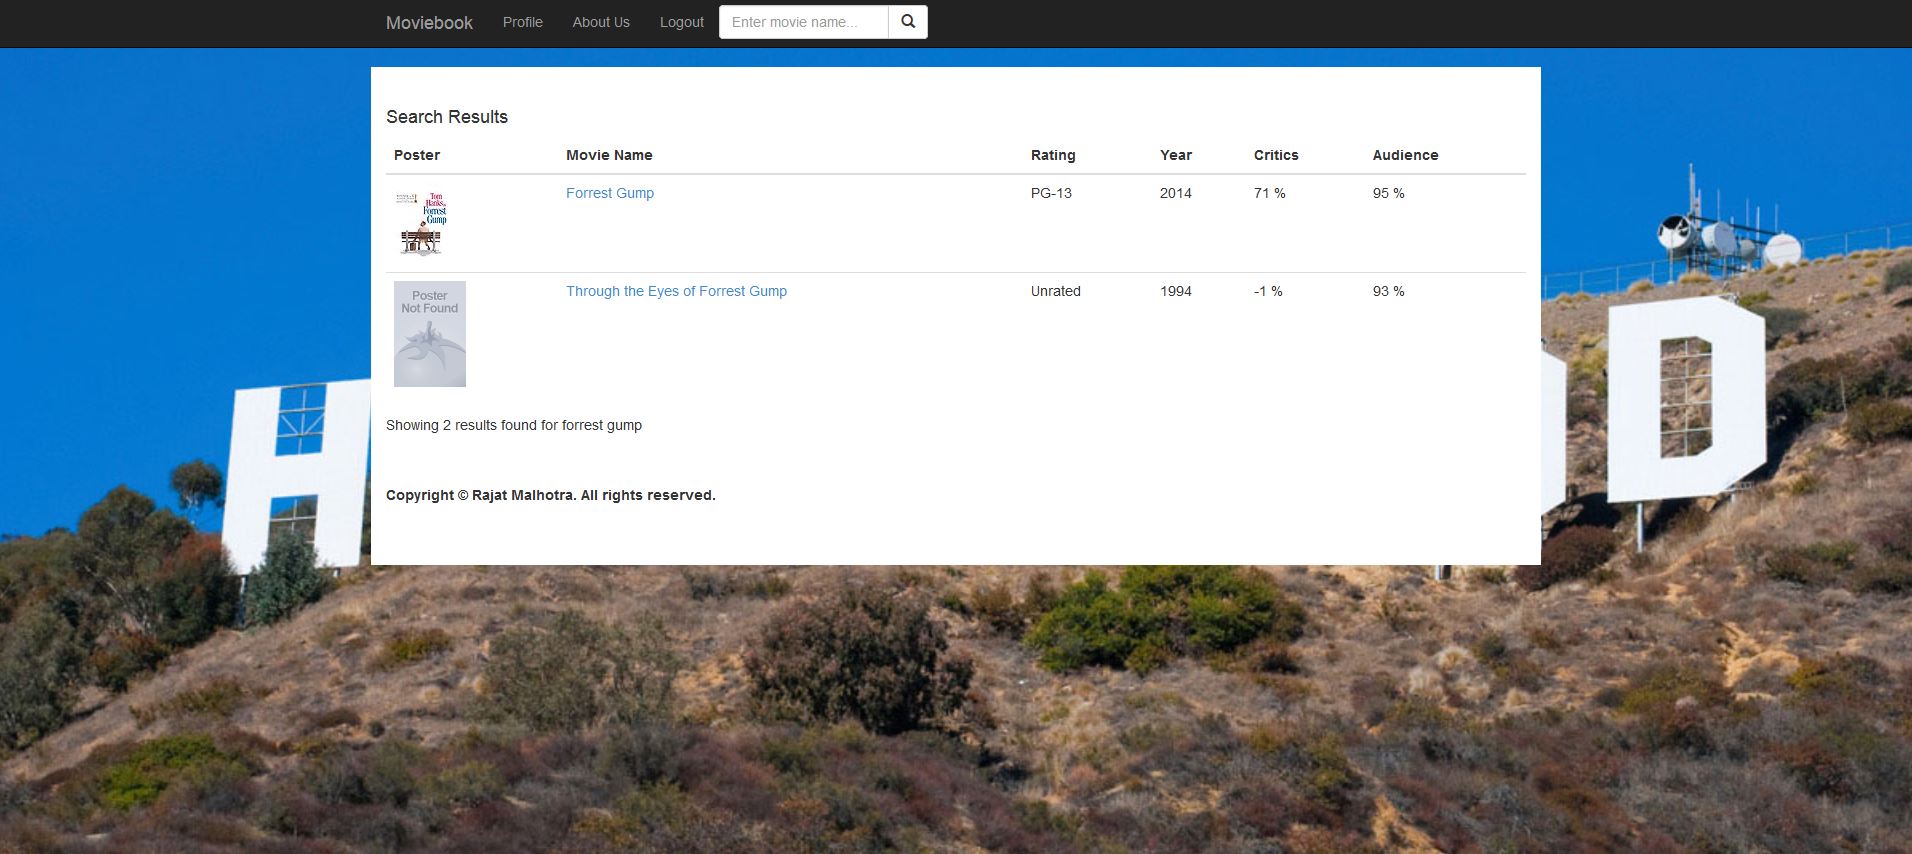 Moviebook Profile About Us Logout Enter movie name...
Search Results
Poster Movie Name Rating Year Critics Audience
Tom
Hanks
Forrest
Gump
Forrest Gump PG-13 2014 71 % 95 %
Poster
Not Found
Through the Eyes of Forrest Gump Unrated 1994 -1 % 93 %
Showing 2 results found for forrest gump
Copyright © Rajat Malhotra. All rights reserved.
H D